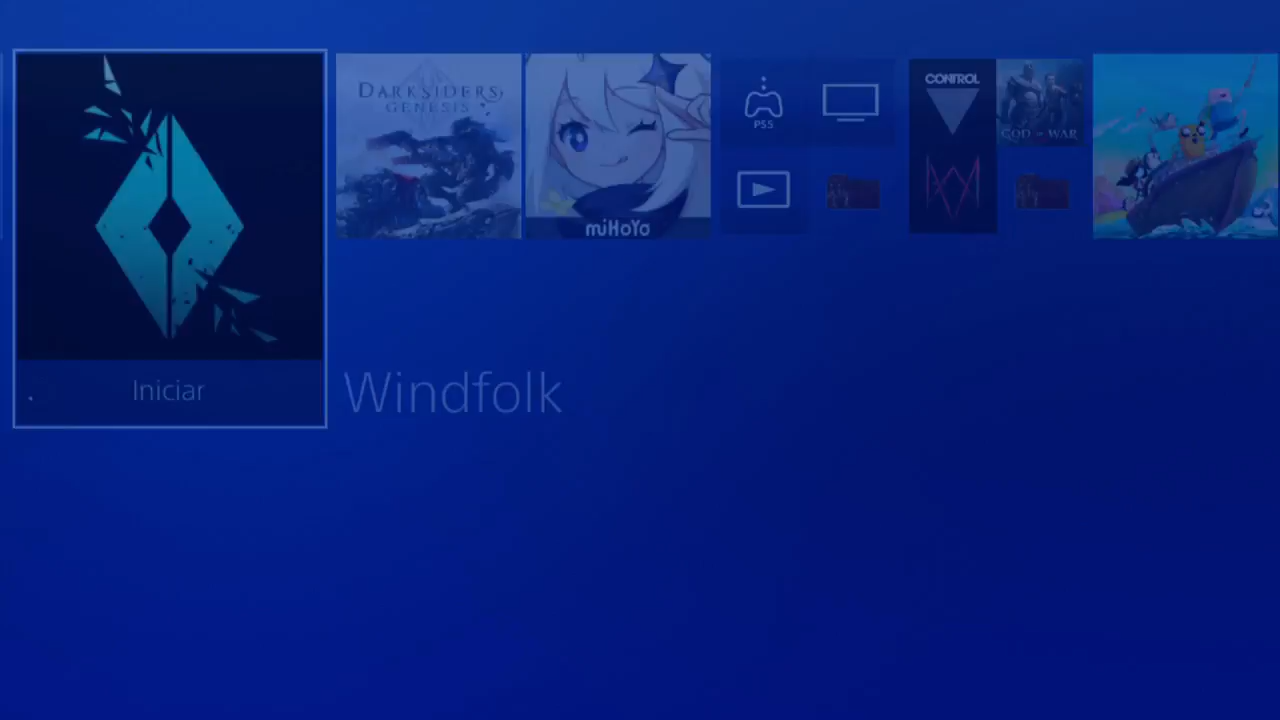 DARKSIDERS
GENESIS
miHoYo
PS5
CONTROL
GOD OF WAR
Iniciar
Windfolk